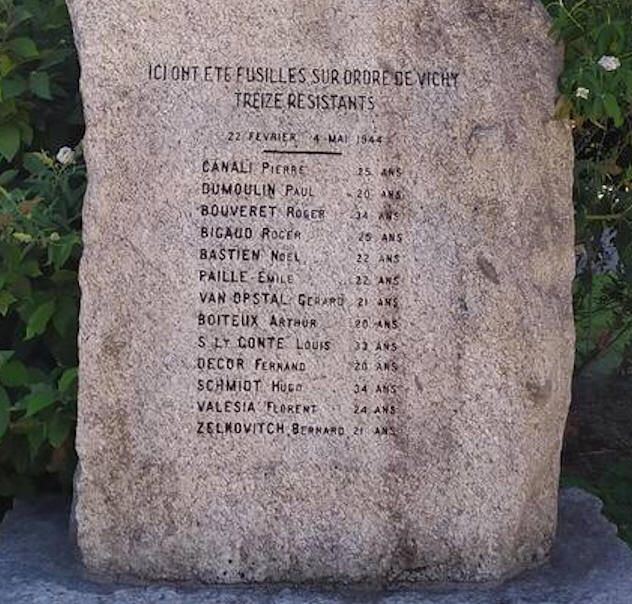 ICI ONT ETE FUSILLES SUR ORDRE DE VICHY
TREIZE RESISTANTS
22 FEVRIER 4 MAI 1944
CANALI PIERRE 25 ANS
DUMOULIN PAUL 20 ANS
BOUVERET ROGER 34 ANS
BIGAUD ROGER 25 ANS
BASTIEN NOEL 22 ANS
PAILLE EMILE 22 ANS
VAN OPSTAL GERARD 21 ANS
BOITEUX ARTHUR 20 ANS
S LT CONTE LOUIS 33 ANS
DECOR FERNAND 20 ANS
SCHMIDT HUGO 34 ANS
VALESIA FLORENT 24 ANS
ZELKOVITCH BERNARD 21 ANS